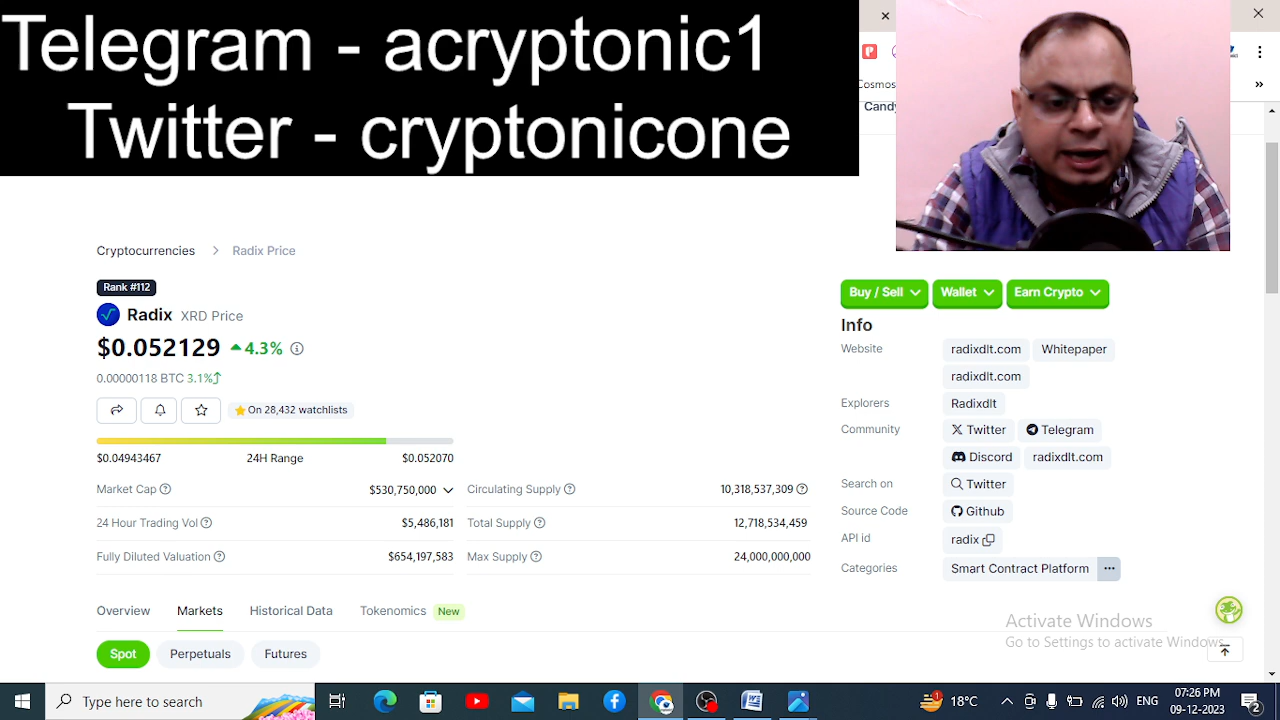 Telegram - acryptonic1
Twitter - cryptonicone
Cosmos
Candy
Cryptocurrencies > Radix Price
Rank #112
Radix XRD Price
$0.052129 4.3%
0.00000118 BTC 3.1%
On 28,432 watchlists
$0.04943467 24H Range $0.052070
Market Cap $530,750,000 Circulating Supply 10,318,537,309
24 Hour Trading Vol $5,486,181 Total Supply 12,718,534,459
Fully Diluted Valuation $654,197,583 Max Supply 24,000,000,000
Overview Markets Historical Data Tokenomics New
Spot Perpetuals Futures
Buy / Sell Wallet Earn Crypto
Info
Website radixdlt.com Whitepaper
radixdlt.com
Explorers Radixdlt
Community Twitter Telegram
Discord radixdlt.com
Search on Twitter
Source Code Github
API id radix
Categories Smart Contract Platform ...
Activate Windows
Go to Settings to activate Windows.
Type here to search
1 18°C ENG 07:26 PM
09-12-2023 2